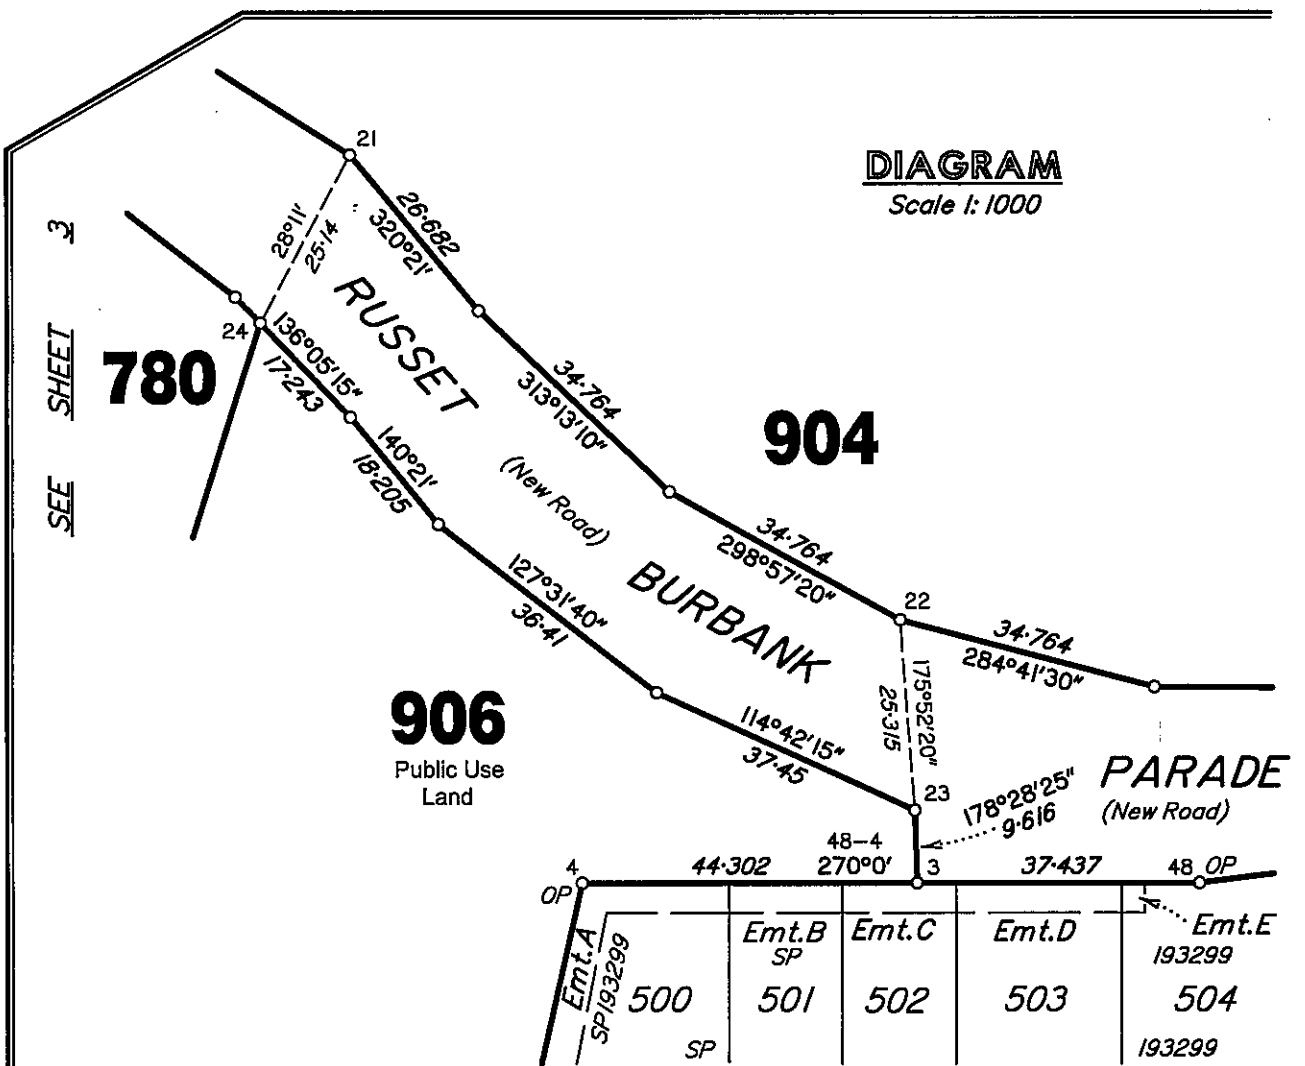 DIAGRAM
Scale 1:1000
SEE SHEET 3
21
26·682
320°21'
28°11'
25·14
24
136°05'15"
17·243
780
RUSSET
34·764
313°13'10"
904
140°21'
18·205
(New Road)
34·764
298°57'20"
BURBANK
127°31'40"
36·41
22
34·764
284°41'30"
175°52'20"
25·315
906
Public Use
Land
114°42'15"
37·45
23
PARADE
(New Road)
178°28'25"
9·616
48-4
4
44·302
270°0'
3
37·437
48
OP
OP
Emt.A
SP193299
Emt.B
SP
Emt.C
Emt.D
Emt.E
193299
500
501
502
503
504
SP
193299